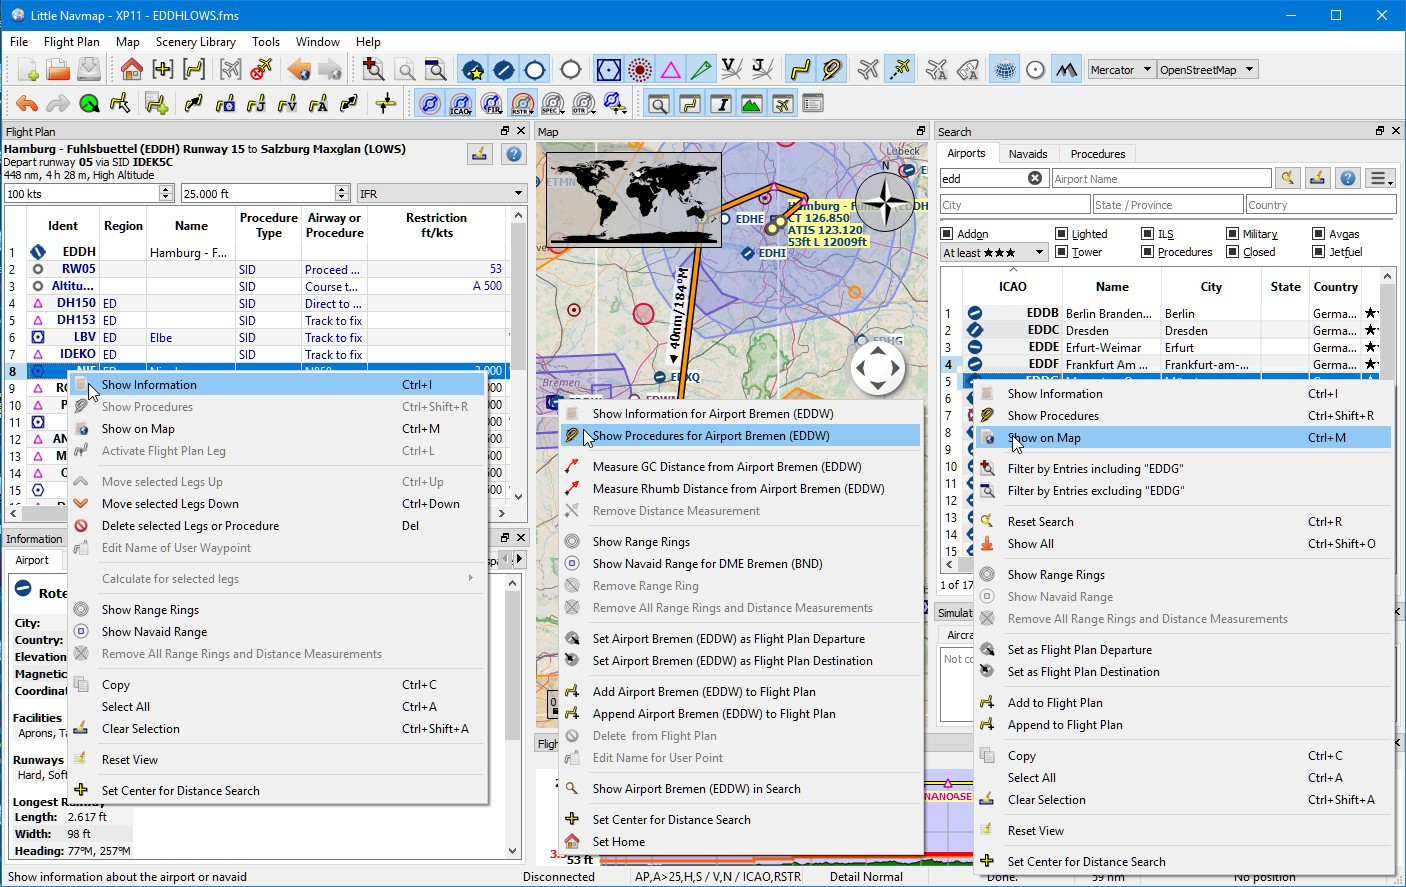 Little Navmap - XP11 - EDDHLOWS.fms
File Flight Plan Map Scenery Library Tools Window Help
Mercator OpenStreetMap
Flight Plan
Hamburg - Fuhlsbuettel (EDDH) Runway 15 to Salzburg Maxglan (LOWS)
Depart runway 05 via SID IDEK5C
448 nm, 4 h 28 m, High Altitude
100 kts 25.000 ft IFR
Ident Region Name Procedure Type Airway or Procedure Restriction ft/kts
1 EDDH Hamburg - F...
2 RW05 SID Proceed ... 53
3 Altitu... SID Course t... A 500
4 DH150 ED SID Direct to ...
5 DH153 ED SID Track to fix
6 LBV ED Elbe SID Track to fix
7 IDEKO ED SID Track to fix
8
9
10
11
12
13
14
15
Show Information Ctrl+I
Show Procedures Ctrl+Shift+R
Show on Map Ctrl+M
Activate Flight Plan Leg Ctrl+L
Move selected Legs Up Ctrl+Up
Move selected Legs Down Ctrl+Down
Delete selected Legs or Procedure Del
Edit Name of User Waypoint
Calculate for selected legs
Show Range Rings
Show Navaid Range
Remove All Range Rings and Distance Measurements
Copy Ctrl+C
Select All Ctrl+A
Clear Selection Ctrl+Shift+A
Reset View
Set Center for Distance Search
Information
Airport
Rote
City:
Country:
Elevation
Magnetic
Coordinat
Facilities
Aprons, Ta
Runways
Hard, Soft
Longest Runway
Length: 2.617 ft
Width: 98 ft
Heading: 77°M, 257°M
Map
ETMN
Lübeck
N
EDHE
Hamburg - Fu
CT 126.850
ATIS 123.120
53ft L 12009ft
EDHI
40nm/184°M
EDHG
Bremen
EDXQ
EDWM
Show Information for Airport Bremen (EDDW)
Show Procedures for Airport Bremen (EDDW)
Measure GC Distance from Airport Bremen (EDDW)
Measure Rhumb Distance from Airport Bremen (EDDW)
Remove Distance Measurement
Show Range Rings
Show Navaid Range for DME Bremen (BND)
Remove Range Ring
Remove All Range Rings and Distance Measurements
Set Airport Bremen (EDDW) as Flight Plan Departure
Set Airport Bremen (EDDW) as Flight Plan Destination
Add Airport Bremen (EDDW) to Flight Plan
Append Airport Bremen (EDDW) to Flight Plan
Delete from Flight Plan
Edit Name for User Point
Show Airport Bremen (EDDW) in Search
Set Center for Distance Search
Set Home
53 ft
Search
Airports Navaids Procedures
edd Airport Name
City State / Province Country
Addon Lighted ILS Military Avgas
At least ★★★ Tower Procedures Closed Jetfuel
ICAO Name City State Country
1 EDDB Berlin Branden... Berlin Germa...
2 EDDC Dresden Dresden Germa...
3 EDDE Erfurt-Weimar Erfurt Germa...
4 EDDF Frankfurt Am ... Frankfurt-am-... Germa...
5
6
7
8
9
10
11
12
13
14
15
1 of 17
Simulat
Aircra
Show Information Ctrl+I
Show Procedures Ctrl+Shift+R
Show on Map Ctrl+M
Filter by Entries including "EDDG"
Filter by Entries excluding "EDDG"
Reset Search Ctrl+R
Show All Ctrl+Shift+O
Show Range Rings
Show Navaid Range
Remove All Range Rings and Distance Measurements
Set as Flight Plan Departure
Set as Flight Plan Destination
Add to Flight Plan
Append to Flight Plan
Copy Ctrl+C
Select All Ctrl+A
Clear Selection Ctrl+Shift+A
Reset View
Set Center for Distance Search
Show information about the airport or navaid Disconnected AP,A>25,H,S / V,N / ICAO,RSTR Detail Normal Done. 59 nm No position